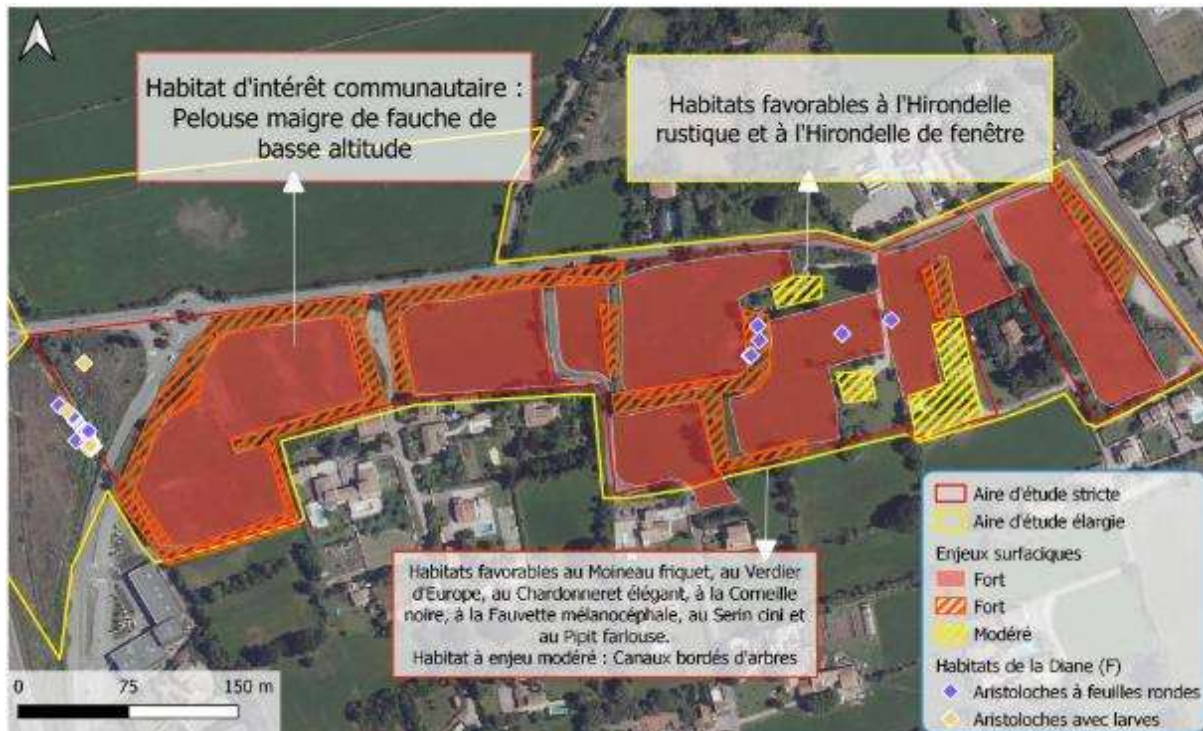 Habitat d'intérêt communautaire :
Pelouse maigre de fauche de
basse altitude
Habitats favorables à l'Hirondelle
rustique et à l'Hirondelle de fenêtre
Habitats favorables au Moineau friquet, au Verdier
d'Europe, au Chardonneret élégant, à la Corneille
noire, à la Fauvette mélanocéphale, au Serin cini et
au Pipit farlouse.
Habitat à enjeu modéré : Canaux bordés d'arbres
Aire d'étude stricte
Aire d'étude élargie
Enjeux surfaciques
Fort
Fort
Modéré
Habitats de la Diane (F)
Aristoloches à feuilles rondes
Aristoloches avec larves
0 75 150 m